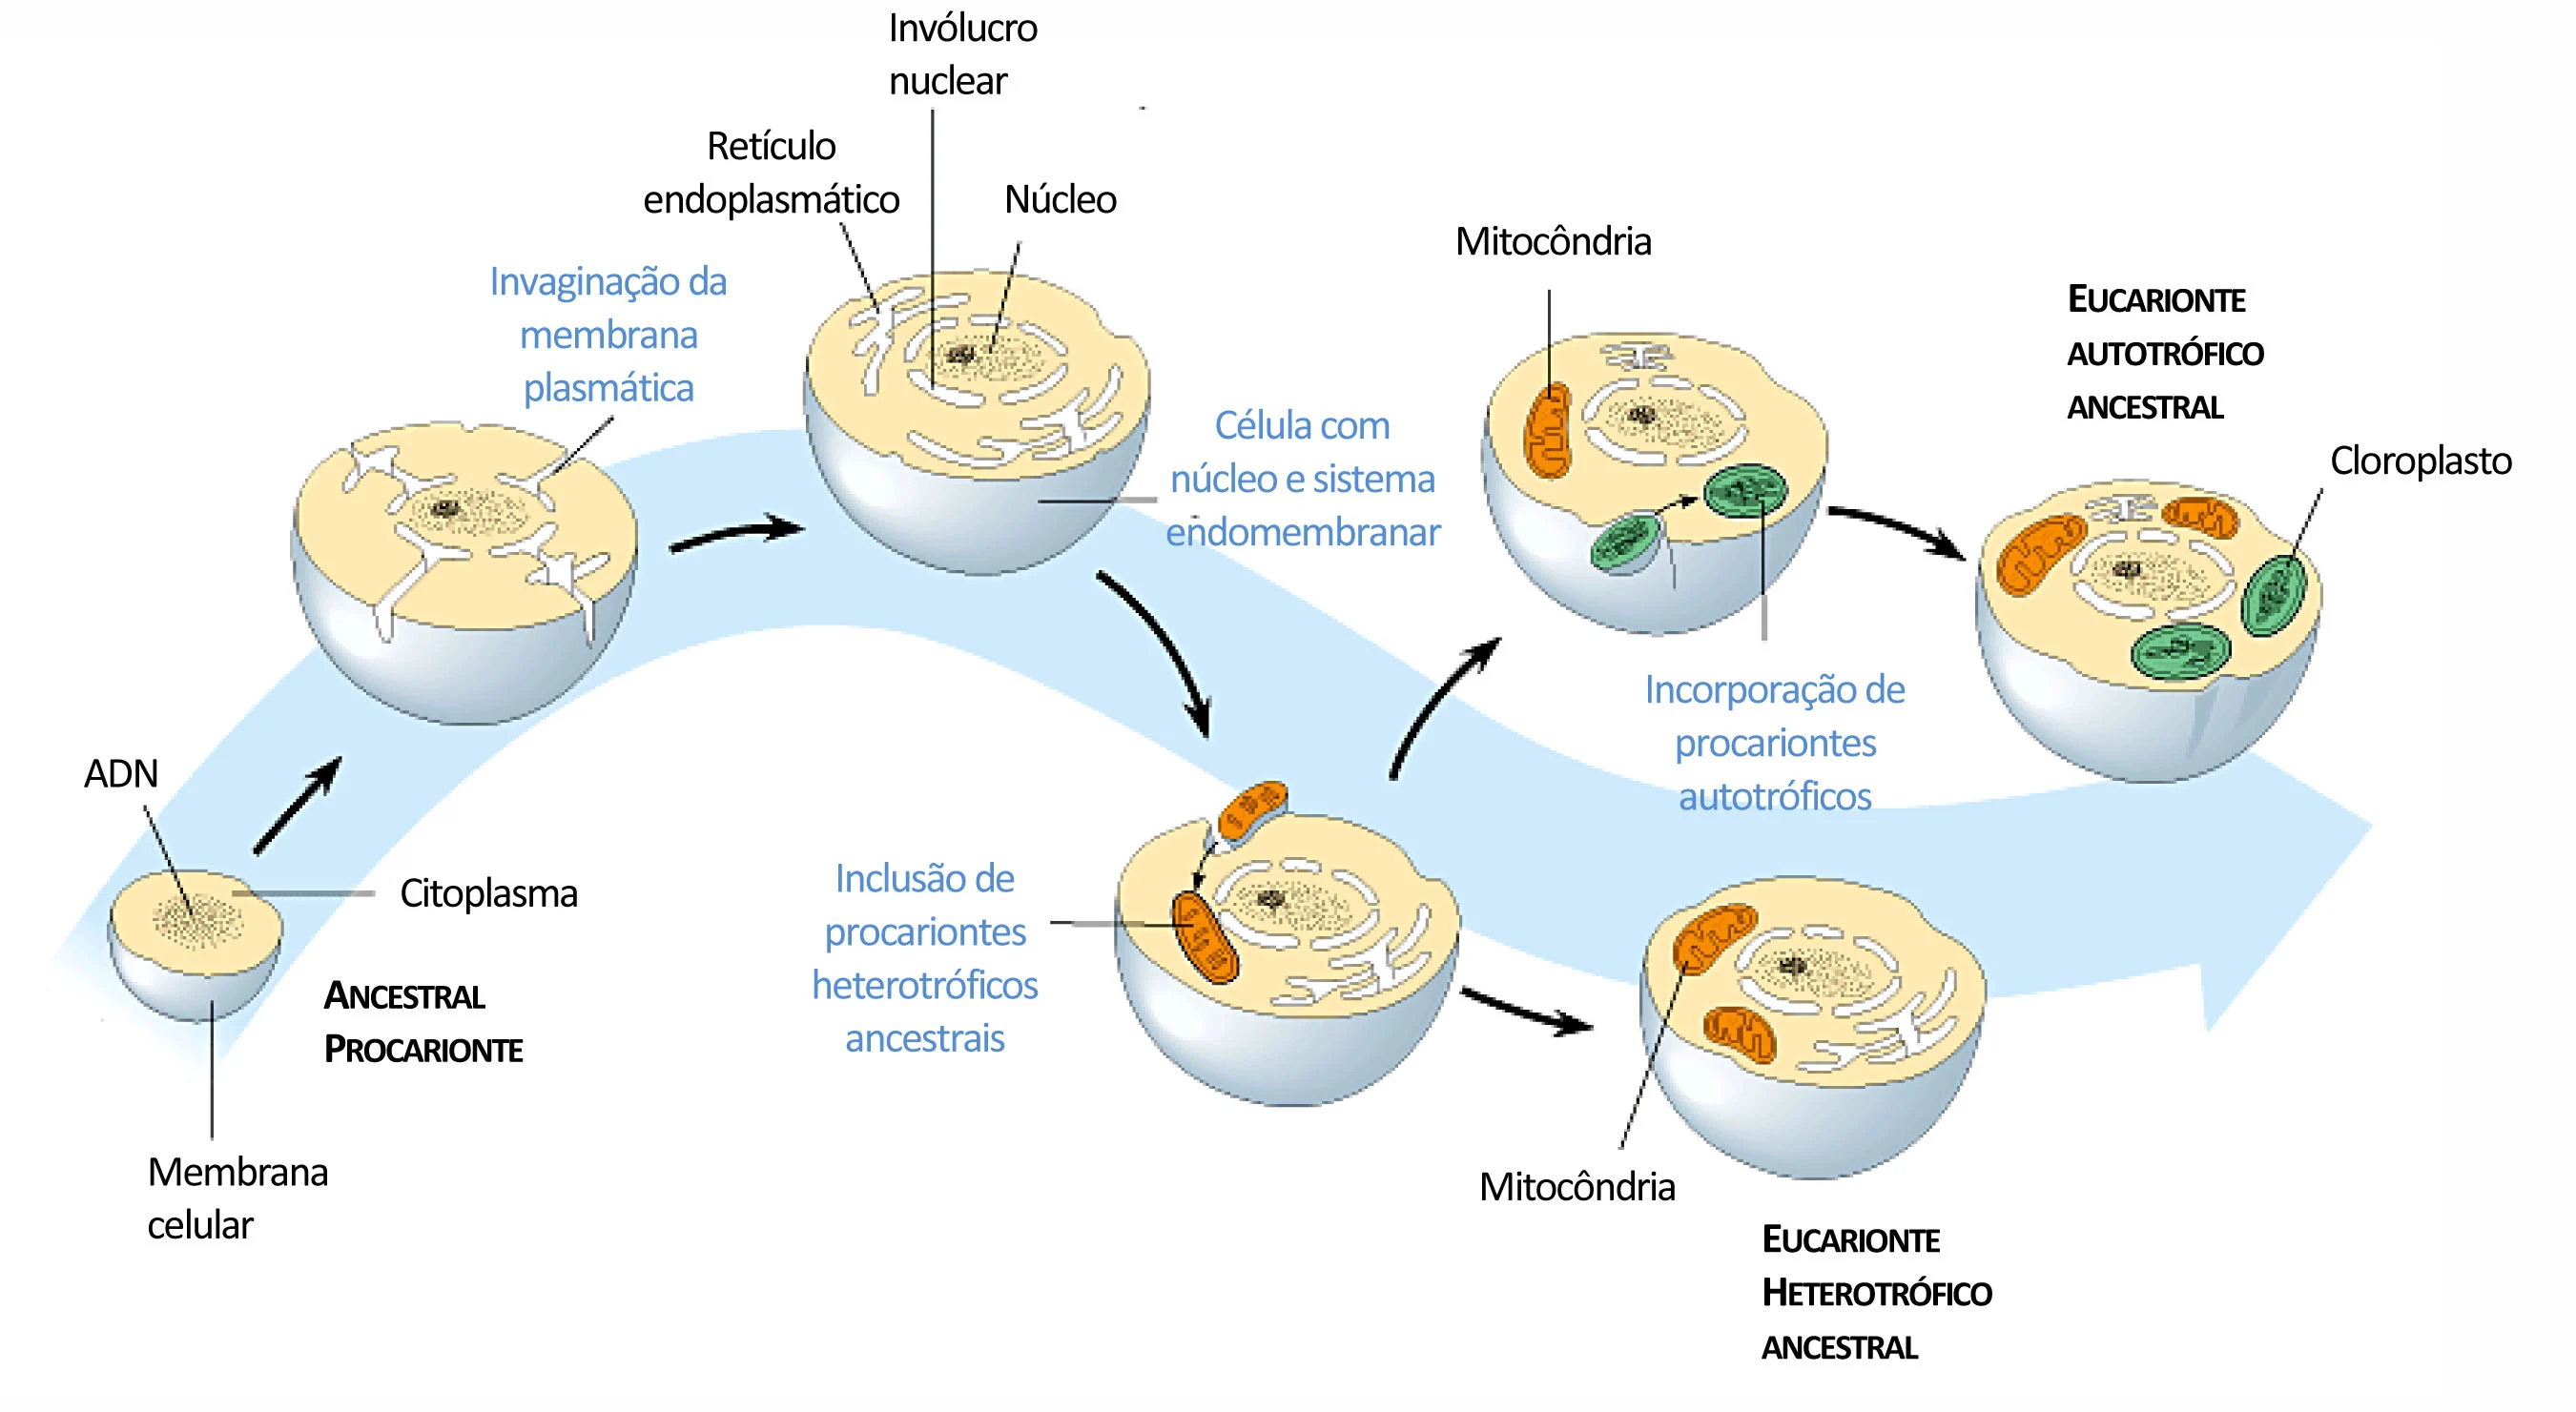 Invólucro
nuclear
Retículo
endoplasmático
Núcleo
Invaginação da
membrana
plasmática
Célula com
núcleo e sistema
endomembranar
Mitocôndria
EUCARIONTE
AUTOTRÓFICO
ANCESTRAL
Cloroplasto
Incorporação de
procariontes
autotróficos
ADN
Citoplasma
ANCESTRAL
PROCARIONTE
Membrana
celular
Inclusão de
procariontes
heterotróficos
ancestrais
Mitocôndria
EUCARIONTE
HETEROTRÓFICO
ANCESTRAL